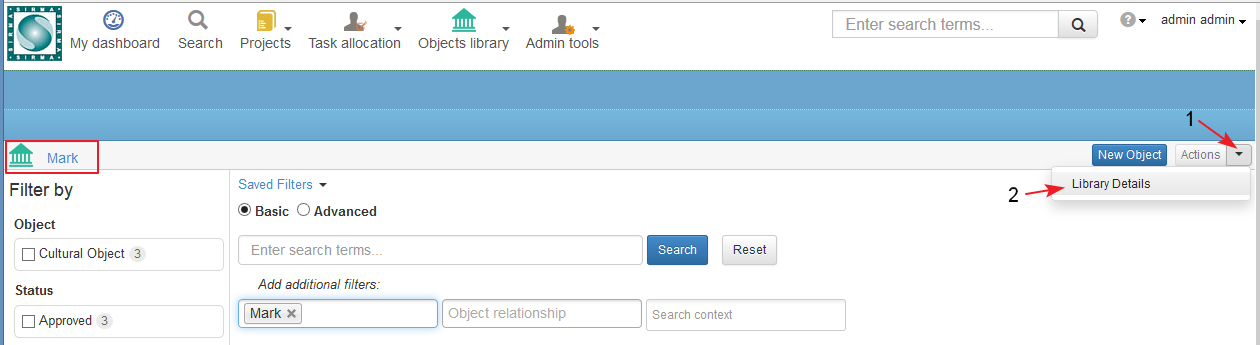 SIRMA SIRMA SIRMA SIRMA
My dashboard Search Projects Task allocation Objects library Admin tools Enter search terms... ? admin admin
1
Mark New Object Actions
2 Library Details
Filter by Saved Filters
Basic Advanced
Object
Cultural Object 3 Enter search terms... Search Reset
Add additional filters:
Status
Approved 3 Mark Object relationship Search context